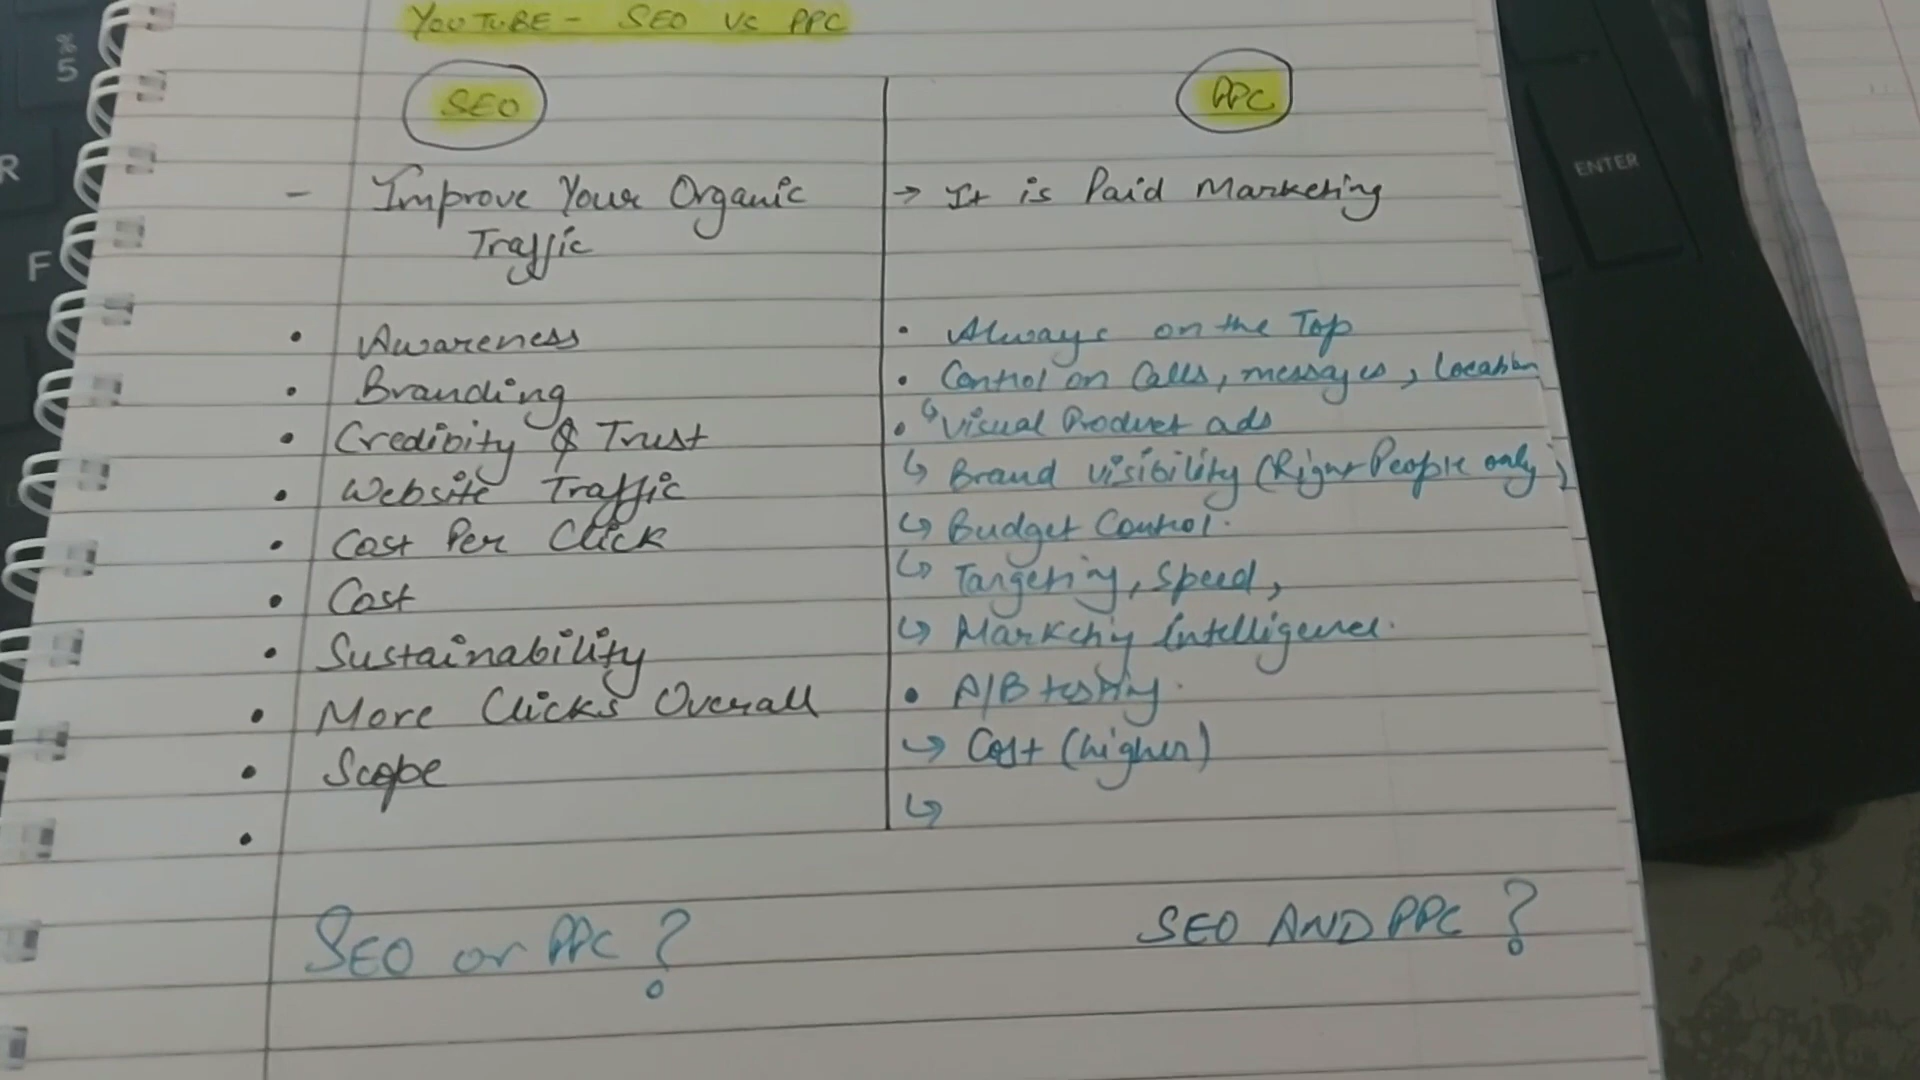 YOUTUBE - SEO VS PPC
SEO
- Improve Your Organic
Traffic
• Awareness
• Branding
• Credibity & Trust
• Website Traffic
• Cost Per Click
• Cost
• Sustainability
• More Clicks Overall
• Scope
•
PPC
→ It is Paid Marketing
• Always on the Top
• Control on Calls, messages, Location
• ↳ Visual Product ads
↳ Brand visibility (Right People only)
↳ Budget Control.
↳ Targeting, Speed,
↳ Marketing Intelligence.
• A/B testing.
↳ Cost (higher)
↳
SEO or PPC ?
SEO AND PPC ?
% 5
R
F
ENTER